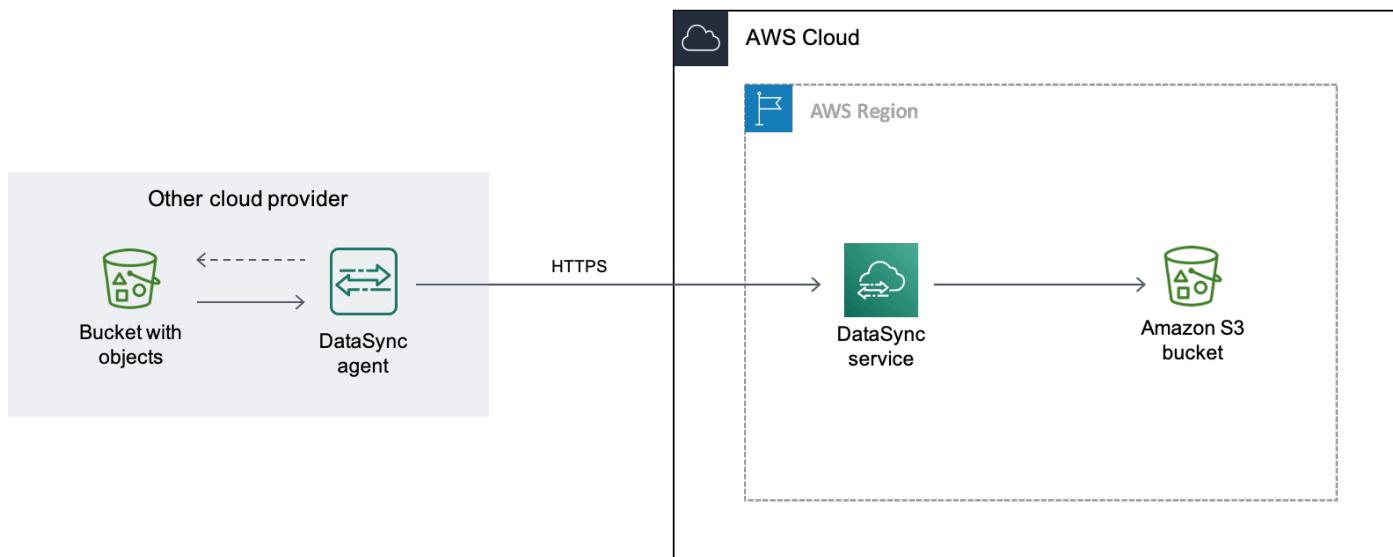 AWS Cloud
AWS Region
Other cloud provider
HTTPS
Bucket with
objects
DataSync
agent
DataSync
service
Amazon S3
bucket